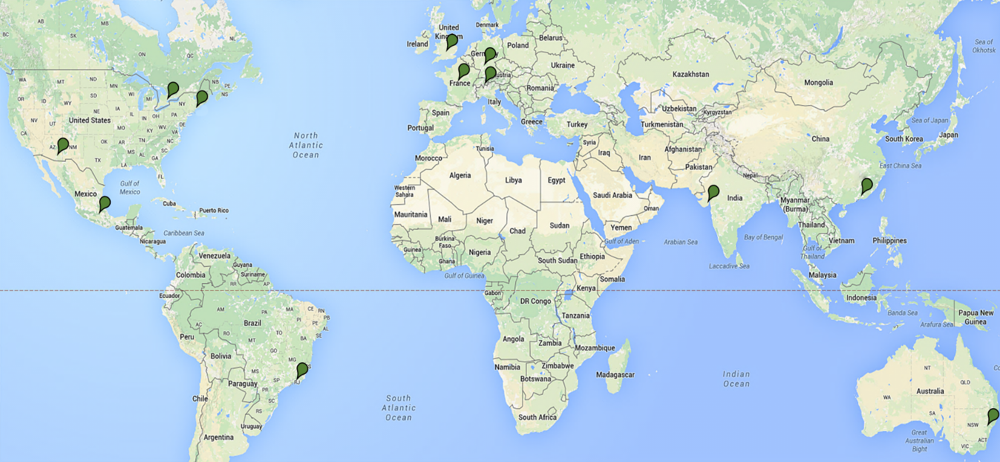 AB
MB
BC
SK
NL
ON
QC
WA
MT
ND
MN
NB
PE
NS
OR
ID
WY
SD
WI
MI
NY
NE
IA
NV
UT
United States
IL
IN
OH
PA
DE
CA
MO
KY
WV
VA
AZ
NM
OK
AR
TN
NC
MS
AL
GA
SC
TX
LA
FL
Gulf of
Mexico
Mexico
Cuba
Puerto Rico
Guatemala
Caribbean Sea
Nicaragua
North
Atlantic
Ocean
Venezuela
Guyana
Suriname
Colombia
RR
AP
Ecuador
AM
PA
MA
CE
RN
PB
PI
PE
AL
SE
Brazil
AC
RO
TO
BA
Peru
MT
GO
Bolivia
MG
MS
SP
RJ
Paraguay
PR
SC
Chile
RS
Uruguay
Argentina
South
Atlantic
Ocean
United
Kingdom
Ireland
Denmark
Belarus
Poland
Germany
Ukraine
France
Austria
Romania
Italy
Spain
Portugal
Greece
Turkey
Kazakhstan
Mongolia
Uzbekistan
Kyrgyzstan
Turkmenistan
Sea of
Okhotsk
Sea of Japan
Japan
South Korea
China
East China Sea
Syria
Iraq
Iran
Afghanistan
Pakistan
Nepal
India
Myanmar
(Burma)
Thailand
Vietnam
Philippines
Tunisia
Morocco
Algeria
Libya
Egypt
Western
Sahara
Saudi Arabia
Oman
Mauritania
Mali
Niger
Chad
Sudan
Yemen
Gulf of Aden
Arabian Sea
Bay of Bengal
Gulf of
Thailand
Laccadive Sea
Burkina
Faso
Guinea
Ghana
Nigeria
South Sudan
Ethiopia
Gulf of Guinea
Somalia
Gabon
DR Congo
Kenya
Tanzania
Malaysia
Indonesia
Banda Sea
Arafura Sea
Papua New
Guinea
Angola
Zambia
Mozambique
Namibia
Zimbabwe
Botswana
Madagascar
South Africa
Indian
Ocean
NT
QLD
Australia
WA
SA
NSW
ACT
VIC
Great
Australian
Bight